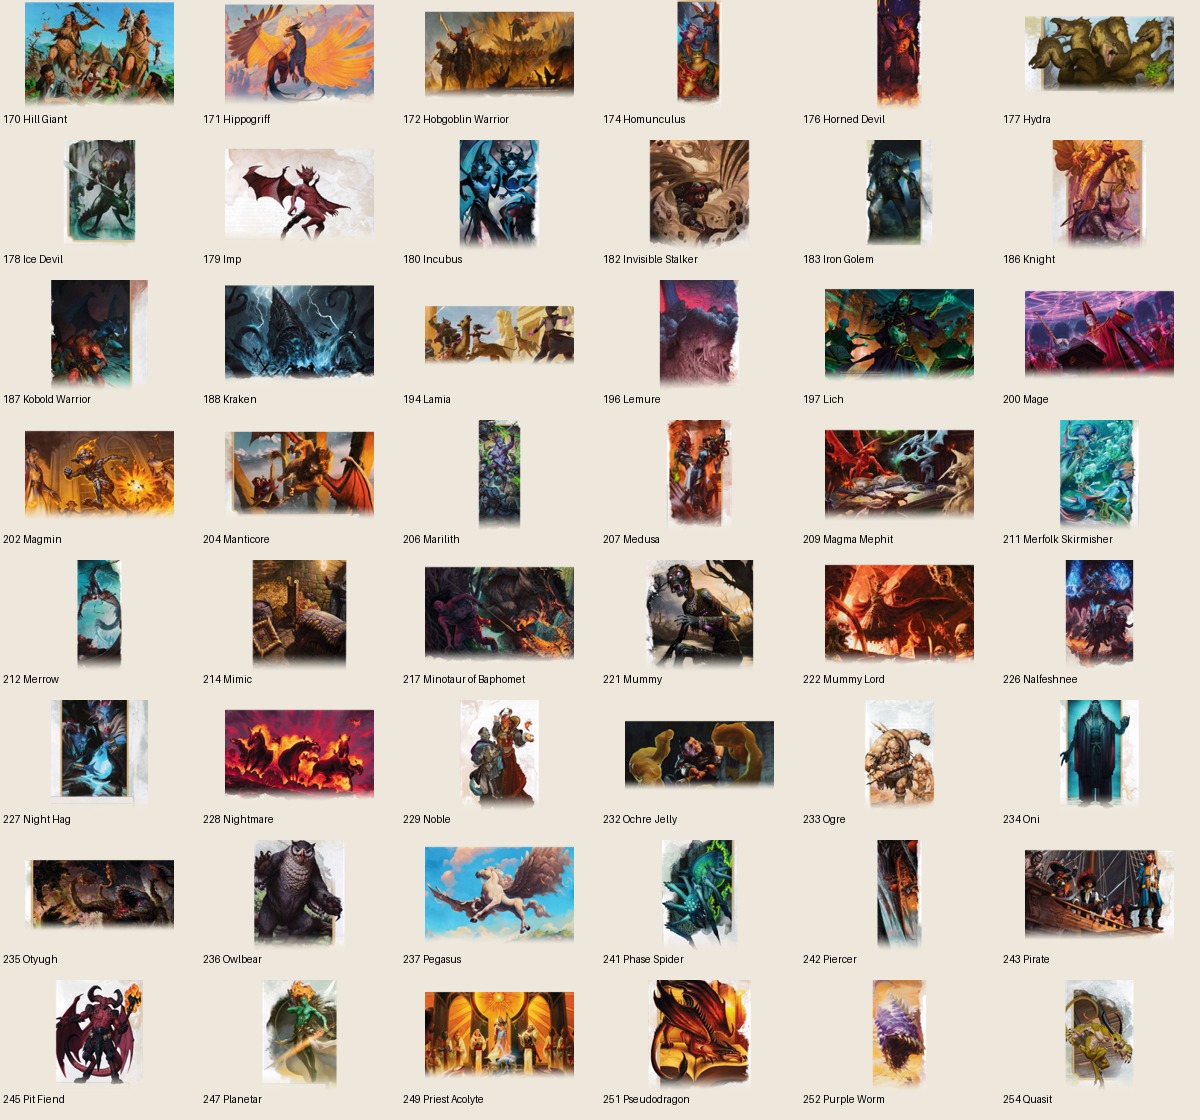 170 Hill Giant
171 Hippogriff
172 Hobgoblin Warrior
174 Homunculus
176 Horned Devil
177 Hydra
178 Ice Devil
179 Imp
180 Incubus
182 Invisible Stalker
183 Iron Golem
186 Knight
187 Kobold Warrior
188 Kraken
194 Lamia
196 Lemure
197 Lich
200 Mage
202 Magmin
204 Manticore
206 Marilith
207 Medusa
209 Magma Mephit
211 Merfolk Skirmisher
212 Merrow
214 Mimic
217 Minotaur of Baphomet
221 Mummy
222 Mummy Lord
226 Nalfeshnee
227 Night Hag
228 Nightmare
229 Noble
232 Ochre Jelly
233 Ogre
234 Oni
235 Otyugh
236 Owlbear
237 Pegasus
241 Phase Spider
242 Piercer
243 Pirate
245 Pit Fiend
247 Planetar
249 Priest Acolyte
251 Pseudodragon
252 Purple Worm
254 Quasit